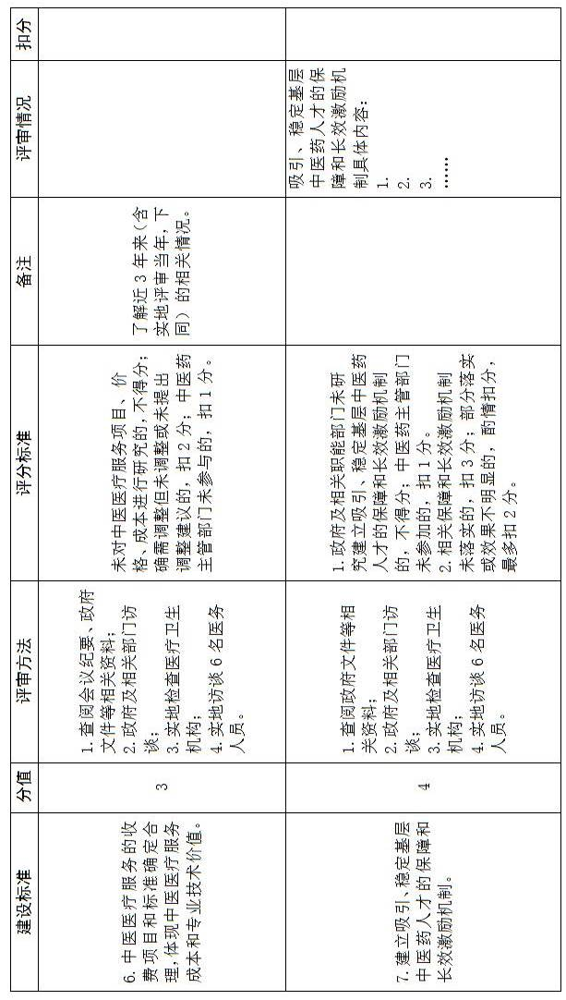 建设标准
分值
评审方法
评分标准
备注
评审情况
扣分
6. 中医医疗服务的收
费项目和标准确定合
理,体现中医医疗服务
成本和专业技术价值。
3
1. 查阅会议纪要、政府
文件等相关资料;
2. 政府及相关部门访
谈;
3. 实地检查医疗卫生
机构;
4. 实地访谈 6 名医务
人员。
未对中医医疗服务项目、价
格、成本进行研究的,不得分;
确需调整但未调整或未提出
调整建议的,扣 2 分;中医药
主管部门未参与的,扣 1 分。
了解近 3 年来(含
实地评审当年,下
同)的相关情况。
7. 建立吸引、稳定基层
中医药人才的保障和
长效激励机制。
4
1. 查阅政府文件等相
关资料;
2. 政府及相关部门访
谈;
3. 实地检查医疗卫生
机构;
4. 实地访谈 6 名医务
人员。
1. 政府及相关职能部门未研
究建立吸引、稳定基层中医药
人才的保障和长效激励机制
的,不得分;中医药主管部门
未参加的,扣 1 分。
2. 相关保障和长效激励机制
未落实的,扣 3 分;部分落实
或效果不明显的,酌情扣分,
最多扣 2 分。
吸引、稳定基层
中医药人才的保
障和长效激励机
制具体内容:
1.
2.
3.
……